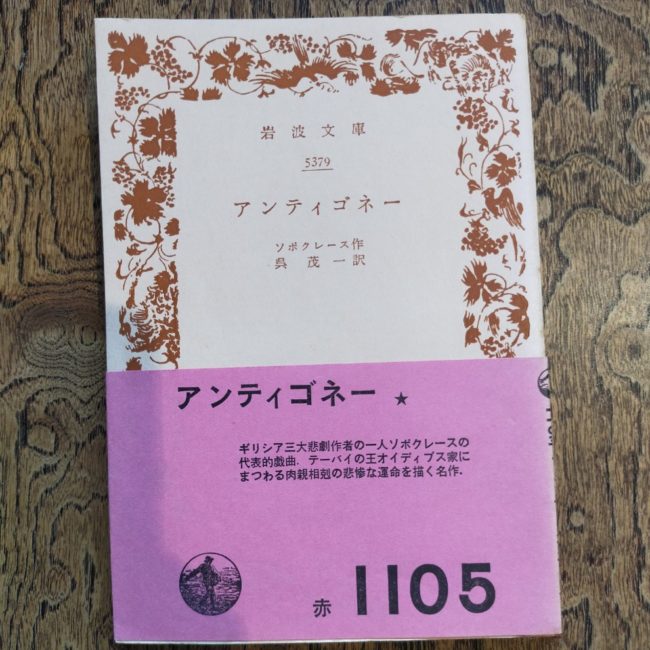 岩波文庫
5379
アンティゴネー
ソポクレース作
呉茂一訳
アンティゴネー ★
ギリシア三大悲劇作者の一人ソポクレースの
代表的戯曲．テーバイの王オイディプス家に
まつわる肉親相剋の悲惨な運命を描く名作．
赤 1105